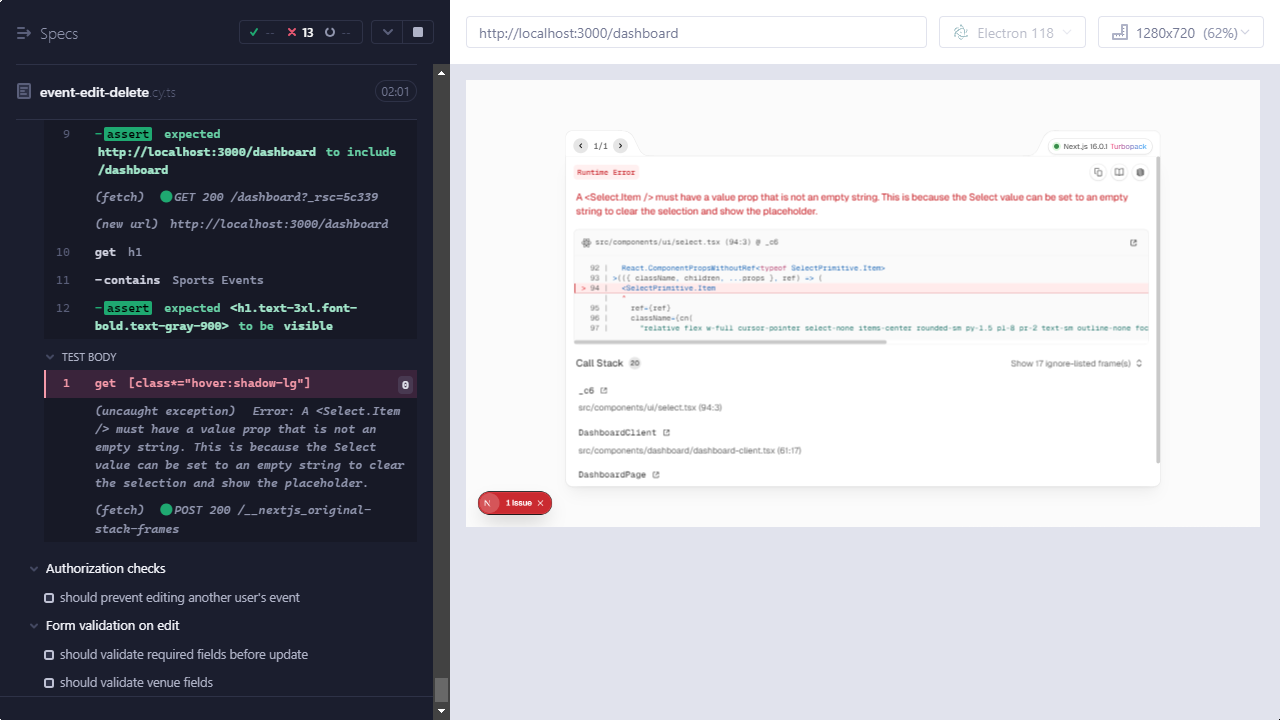 Specs
-- 13 --
event-edit-delete.cy.ts
02:01
9 -assert expected
http://localhost:3000/dashboard to include
/dashboard
(fetch) GET 200 /dashboard?_rsc=5c339
(new url) http://localhost:3000/dashboard
10 get h1
11 -contains Sports Events
12 -assert expected <h1.text-3xl.font-
bold.text-gray-900> to be visible
TEST BODY
1 get [class*="hover:shadow-lg"] 0
(uncaught exception) Error: A <Select.Item
/> must have a value prop that is not an
empty string. This is because the Select
value can be set to an empty string to clear
the selection and show the placeholder.
(fetch) POST 200 /__nextjs_original-
stack-frames
Authorization checks
should prevent editing another user's event
Form validation on edit
should validate required fields before update
should validate venue fields
http://localhost:3000/dashboard
Electron 118
1280x720 (62%)
1/1
Next.js 16.0.1 Turbopack
Runtime Error
A <Select.Item /> must have a value prop that is not an empty string. This is because the Select value can be set to an empty
string to clear the selection and show the placeholder.
src/components/ui/select.tsx (94:3) @ _c6
92 | React.ComponentPropsWithoutRef<typeof SelectPrimitive.Item>
93 | >(({ className, children, ...props }, ref) => (
> 94 | <SelectPrimitive.Item
| ^
95 | ref={ref}
96 | className={cn(
97 | "relative flex w-full cursor-pointer select-none items-center rounded-sm py-1.5 pl-8 pr-2 text-sm outline-none foc
Call Stack 20
Show 17 ignore-listed frame(s)
_c6
src/components/ui/select.tsx (94:3)
DashboardClient
src/components/dashboard/dashboard-client.tsx (61:17)
DashboardPage
N 1 Issue